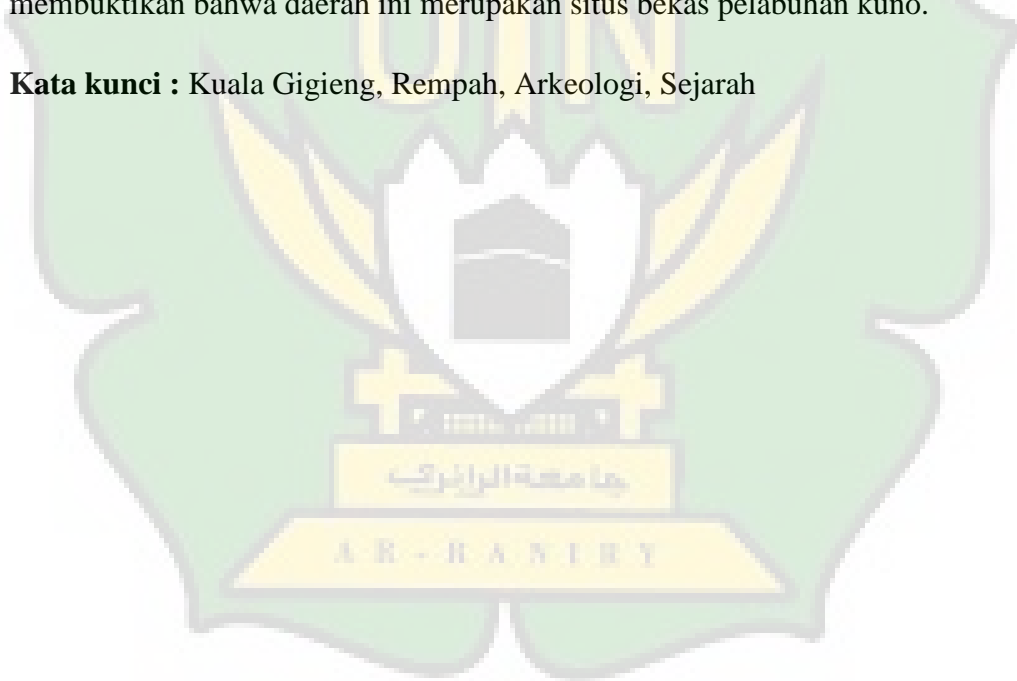 membuktikan bahwa daerah ini merupakan situs bekas pelabuhan kuno.
Kata kunci : Kuala Gigieng, Rempah, Arkeologi, Sejarah
UIN
جامعة الرانري
AR-RANIRY